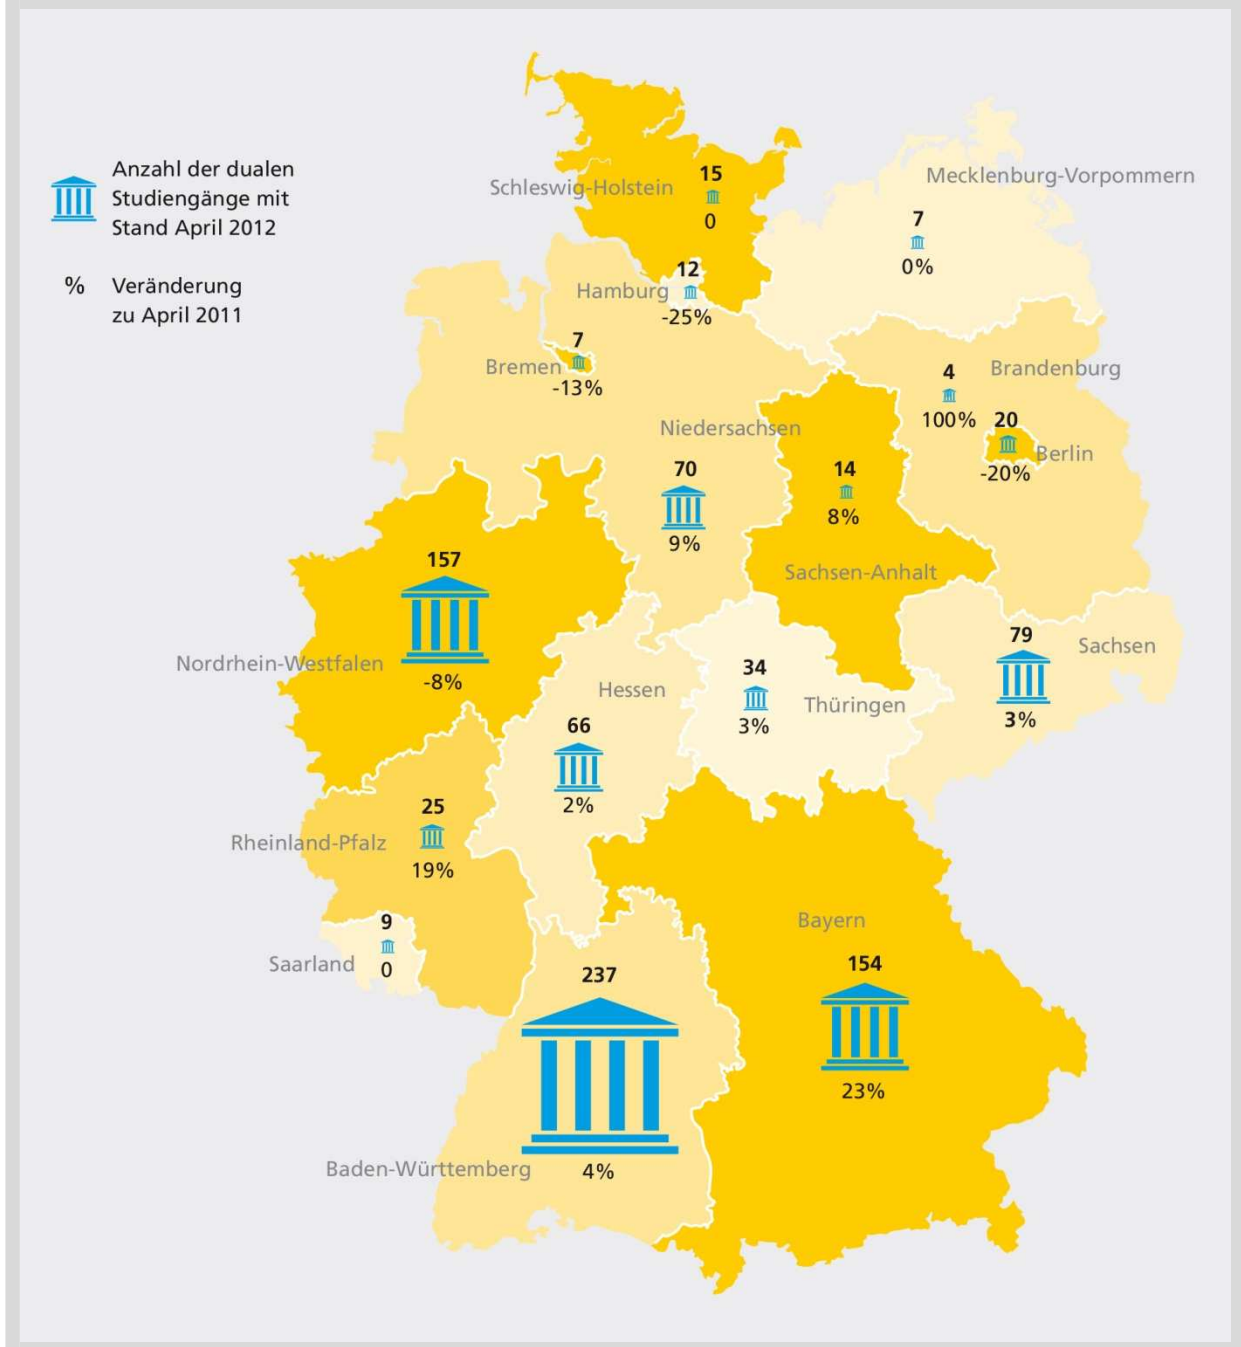 Anzahl der dualen
Studiengänge mit
Stand April 2012
%
Veränderung
zu April 2011
Schleswig-Holstein
15
0
Mecklenburg-Vorpommern
7
0%
Hamburg
12
-25%
Bremen
7
-13%
Brandenburg
4
100%
20
Berlin
-20%
Niedersachsen
70
9%
14
8%
Sachsen-Anhalt
157
Nordrhein-Westfalen
-8%
Hessen
66
2%
34
Thüringen
3%
79
Sachsen
3%
25
Rheinland-Pfalz
19%
9
Saarland
0
Bayern
154
23%
237
Baden-Württemberg
4%